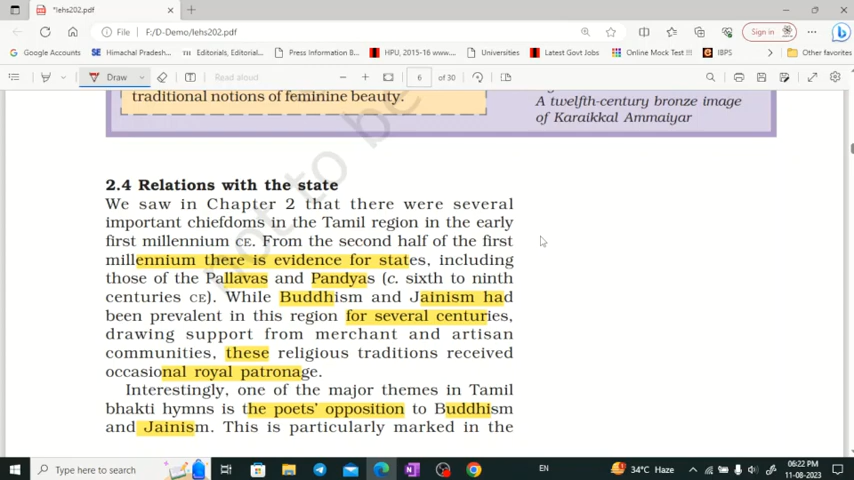 *lehs202.pdf
File F:/D-Demo/lehs202.pdf
Sign in
Google Accounts Himachal Pradesh... Editorials, Editorial... Press Information B... HPU, 2015-16 www.... Universities Latest Govt Jobs Online Mock Test !!! IBPS Other favorites
Draw Read aloud 6 of 30
traditional notions of feminine beauty.
A twelfth-century bronze image
of Karaikkal Ammaiyar
not to be
2.4 Relations with the state
We saw in Chapter 2 that there were several
important chiefdoms in the Tamil region in the early
first millennium CE. From the second half of the first
millennium there is evidence for states, including
those of the Pallavas and Pandyas (c. sixth to ninth
centuries CE). While Buddhism and Jainism had
been prevalent in this region for several centuries,
drawing support from merchant and artisan
communities, these religious traditions received
occasional royal patronage.
Interestingly, one of the major themes in Tamil
bhakti hymns is the poets' opposition to Buddhism
and Jainism. This is particularly marked in the
Type here to search
34°C Haze
EN
06:22 PM
11-08-2023